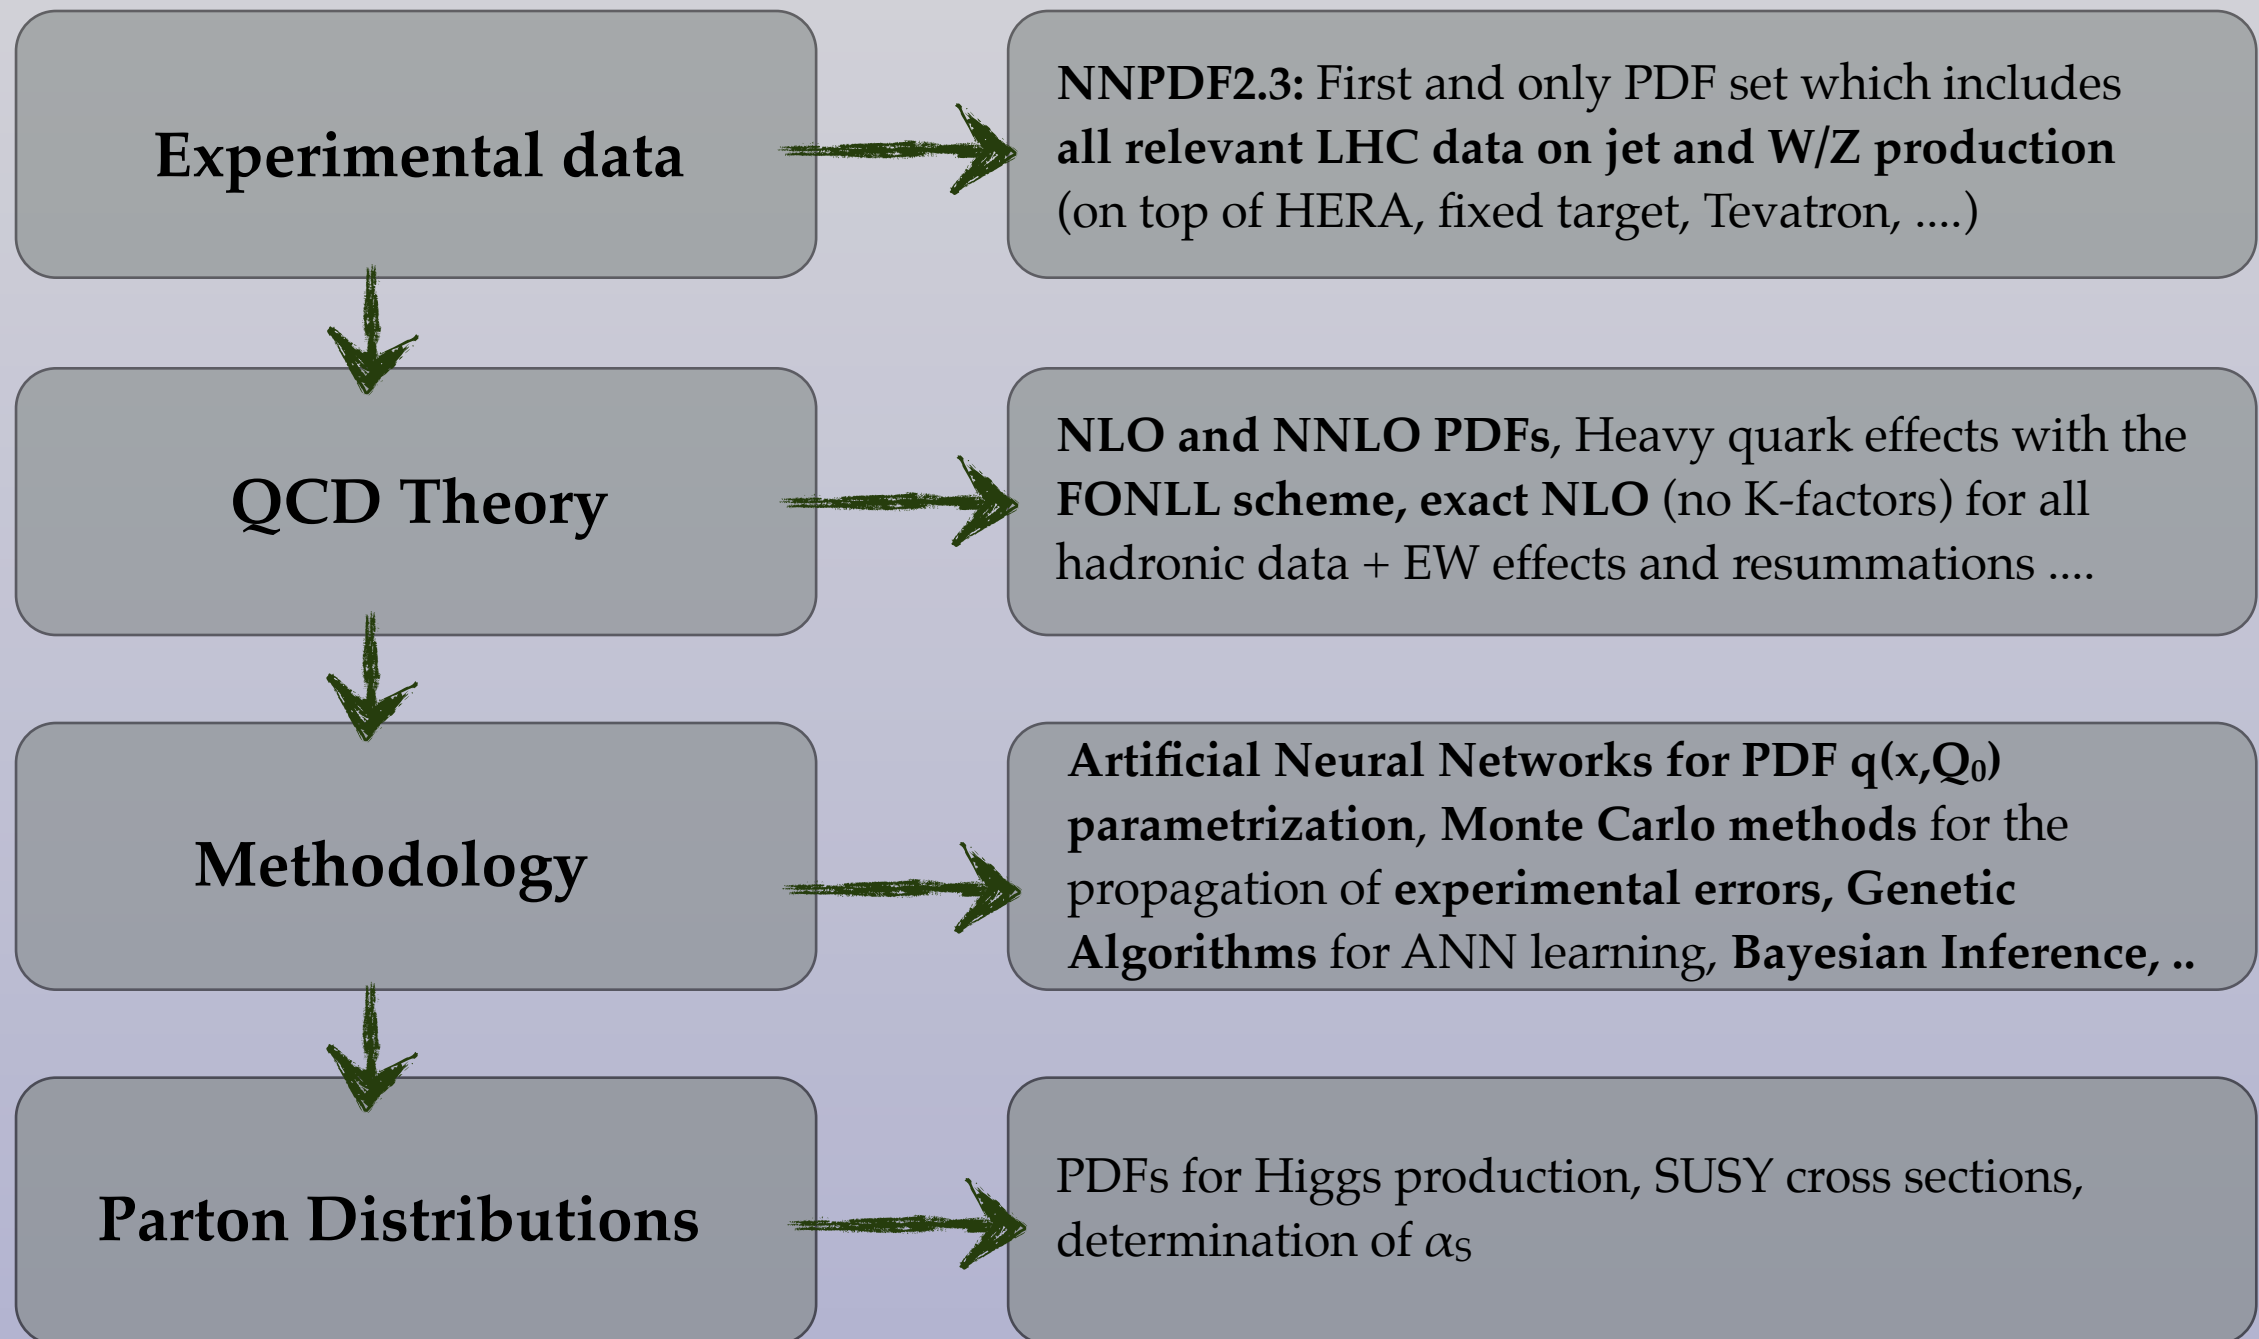 Experimental data
NNPDF2.3: First and only PDF set which includes
all relevant LHC data on jet and W/Z production
(on top of HERA, fixed target, Tevatron, ....)
QCD Theory
NLO and NNLO PDFs, Heavy quark effects with the
FONLL scheme, exact NLO (no K-factors) for all
hadronic data + EW effects and resummations ....
Methodology
Artificial Neural Networks for PDF q(x,Q₀)
parametrization, Monte Carlo methods for the
propagation of experimental errors, Genetic
Algorithms for ANN learning, Bayesian Inference, ..
Parton Distributions
PDFs for Higgs production, SUSY cross sections,
determination of αS